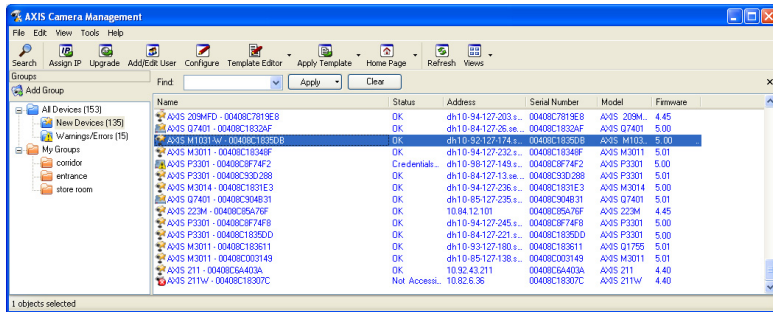 AXIS Camera Management
File Edit View Tools Help
Search Assign IP Upgrade Add/Edit User Configure Template Editor Apply Template Home Page Refresh Views
Groups
Find: Apply Clear x
Add Group
Name Status Address Serial Number Model Firmware
All Devices (153)
New Devices (135)
Warnings/Errors (15)
My Groups
corridor
entrance
store room
AXIS 209MFD - 00408C7819E8 OK dh10-94-127-203.s... 00408C7819E8 AXIS 209M... 4.45
AXIS Q7401 - 00408C1832AF OK dh10-84-127-26.se... 00408C1832AF AXIS Q7401 5.00
AXIS M1031-W - 00408C1835DB OK dh10-92-127-174.s... 00408C1835DB AXIS M103... 5.00
AXIS M3011 - 00408C18348F OK dh10-94-127-232.s... 00408C18348F AXIS M3011 5.01
AXIS P3301 - 00408C8F74F2 Credentials... dh10-98-127-149.s... 00408C8F74F2 AXIS P3301 5.00
AXIS P3301 - 00408C93D288 OK dh10-84-127-13.se... 00408C93D288 AXIS P3301 5.01
AXIS M3014 - 00408C1831E3 OK dh10-94-127-236.s... 00408C1831E3 AXIS M3014 5.00
AXIS Q7401 - 00408C904B31 OK dh10-85-127-235.s... 00408C904B31 AXIS Q7401 5.01
AXIS 223M - 00408C85A76F OK 10.84.12.101 00408C85A76F AXIS 223M 4.45
AXIS P3301 - 00408C8F74F8 OK dh10-94-127-245.s... 00408C8F74F8 AXIS P3301 5.00
AXIS P3301 - 00408C1835DD OK dh10-84-127-221.s... 00408C1835DD AXIS P3301 5.00
AXIS M3011 - 00408C183611 OK dh10-93-127-180.s... 00408C183611 AXIS Q1755 5.01
AXIS M3011 - 00408C003149 OK dh10-85-127-138.s... 00408C003149 AXIS M3011 5.01
AXIS 211 - 00408C6A403A OK 10.92.43.211 00408C6A403A AXIS 211 4.40
AXIS 211W - 00408C18307C Not Accessi... 10.82.6.36 00408C18307C AXIS 211W 4.40
1 objects selected